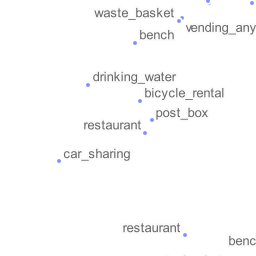 waste_basket
vending_any
bench
drinking_water
bicycle_rental
post_box
restaurant
car_sharing
restaurant
benc